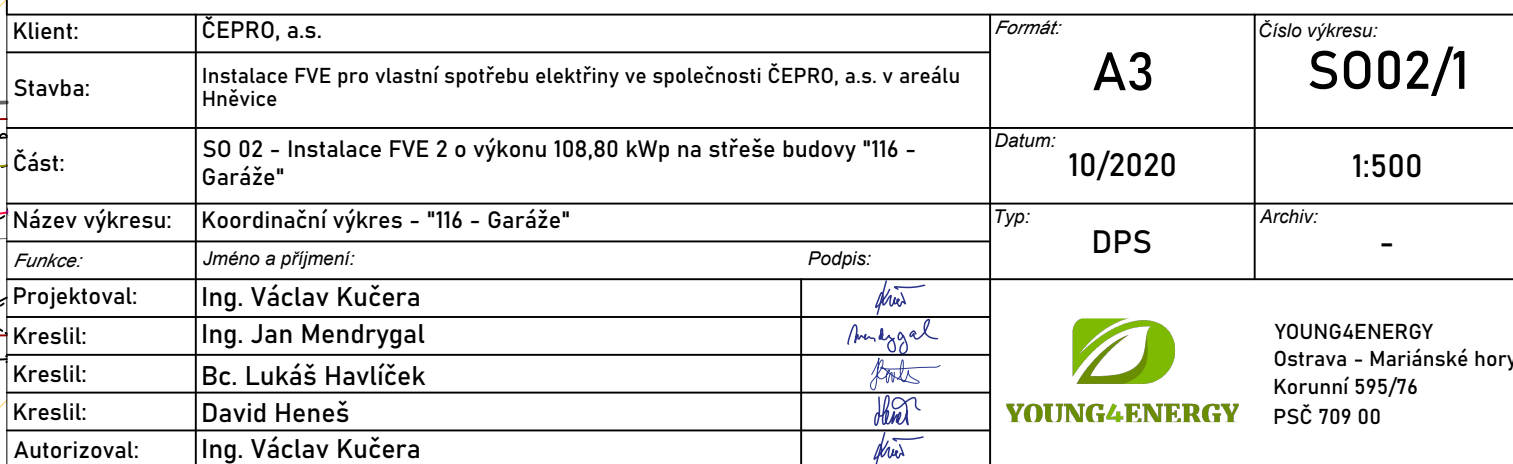 Klient: ČEPRO, a.s.
Formát: A3
Číslo výkresu: SO02/1
Stavba: Instalace FVE pro vlastní spotřebu elektřiny ve společnosti ČEPRO, a.s. v areálu
Hněvice
Část: SO 02 - Instalace FVE 2 o výkonu 108,80 kWp na střeše budovy "116 -
Garáže"
Datum: 10/2020
1:500
Název výkresu: Koordinační výkres - "116 - Garáže"
Typ: DPS
Archiv: -
Funkce: Jméno a příjmení: Podpis:
Projektoval: Ing. Václav Kučera
Kreslil: Ing. Jan Mendrygal Mendrygal
Kreslil: Bc. Lukáš Havlíček
Kreslil: David Heneš
Autorizoval: Ing. Václav Kučera
YOUNG4ENERGY
YOUNG4ENERGY
Ostrava - Mariánské hory
Korunní 595/76
PSČ 709 00